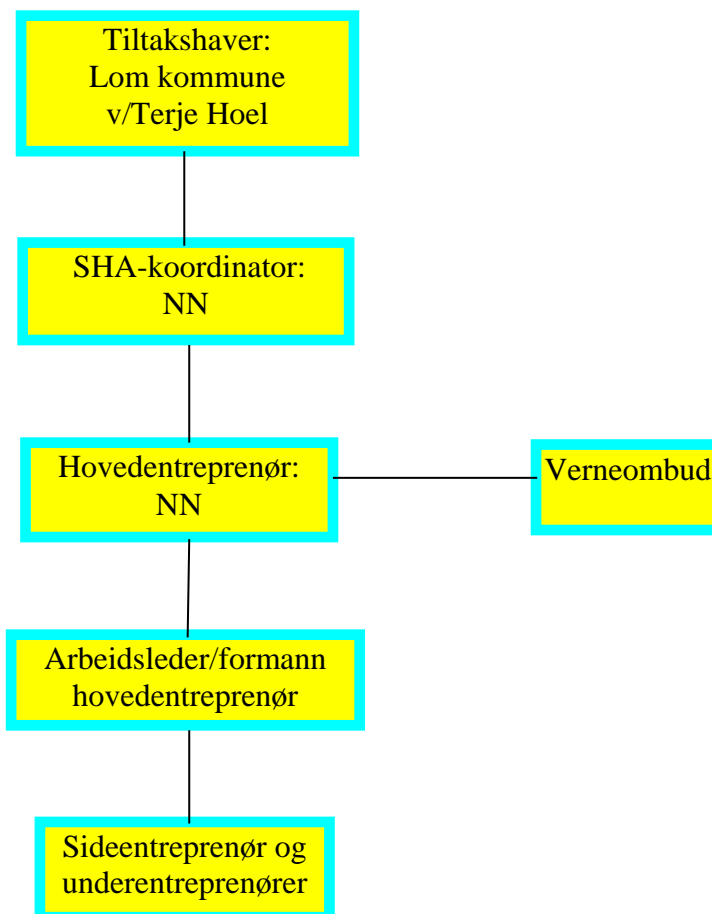 Tiltakshaver:
Lom kommune
v/Terje Hoel
SHA-koordinator:
NN
Hovedentreprenør:
NN
Verneombud
Arbeidsleder/formann
hovedentreprenør
Sideentreprenør og
underentreprenører